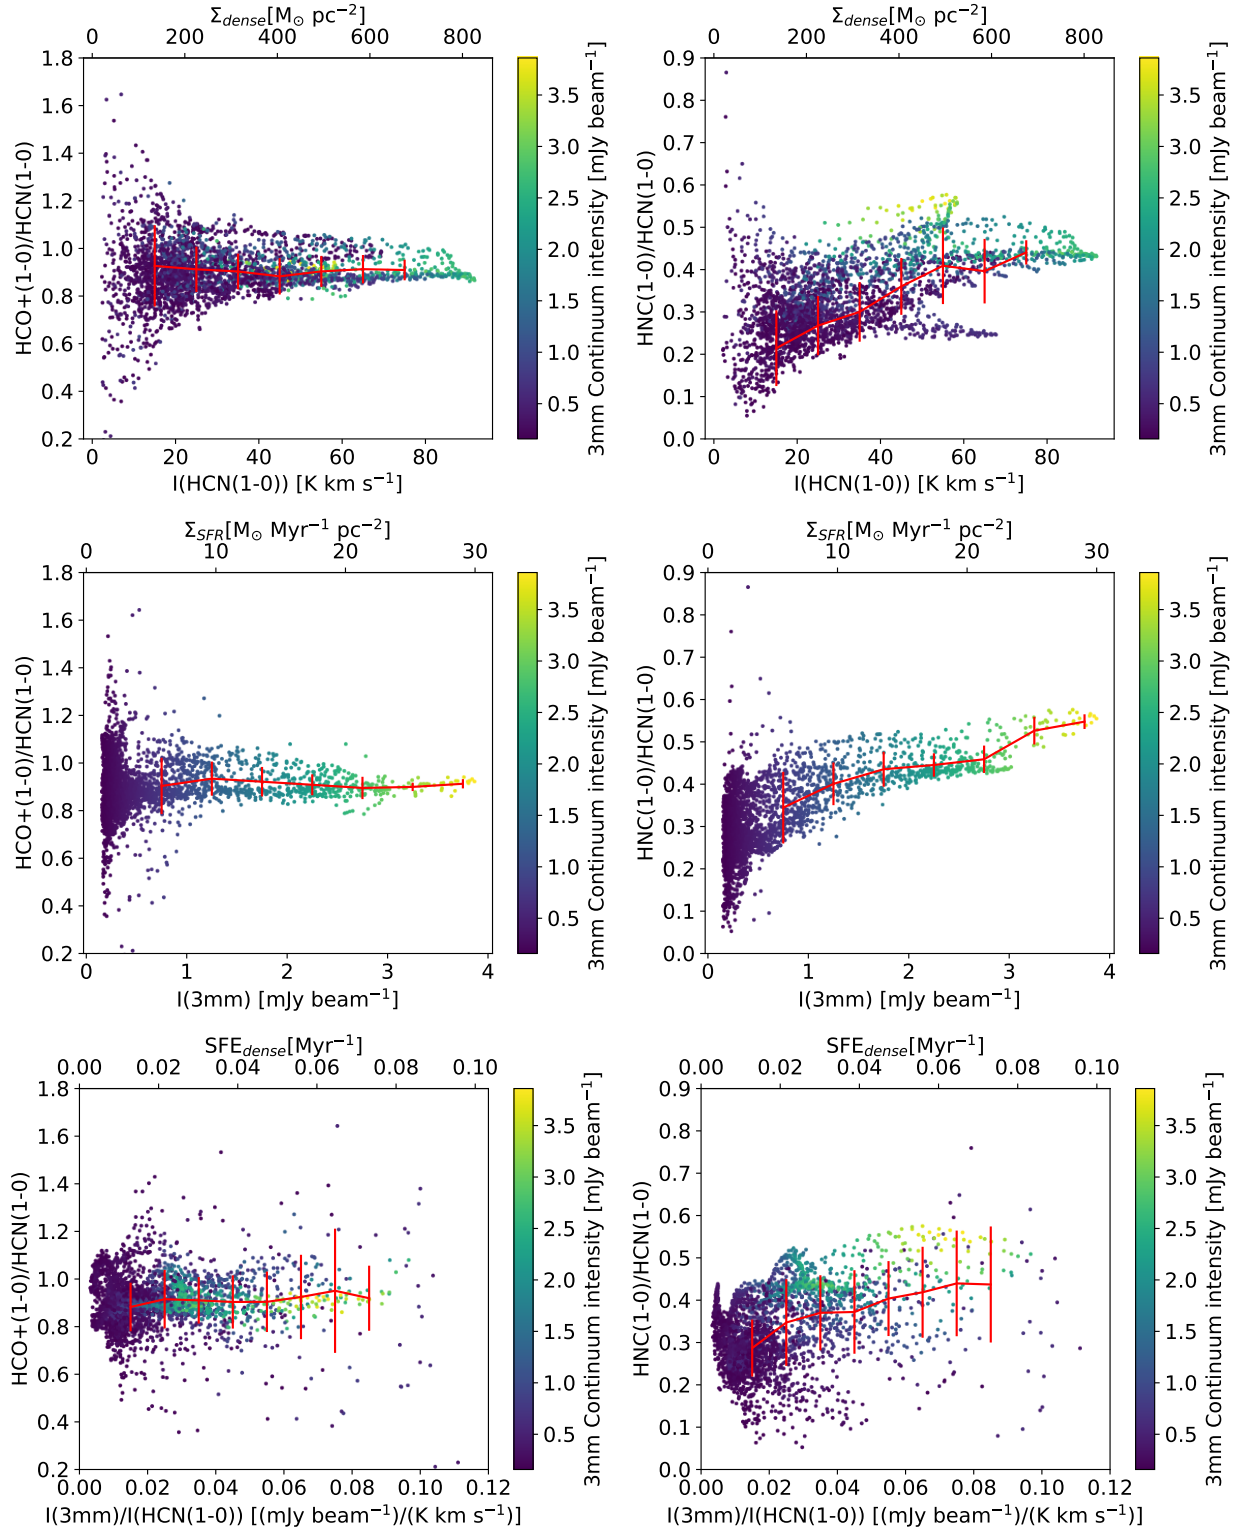 Σ_dense[M_⊙ pc⁻²]
0 200 400 600 800
HCO+(1-0)/HCN(1-0)
1.8
1.6
1.4
1.2
1.0
0.8
0.6
0.4
0.2
0 20 40 60 80
I(HCN(1-0)) [K km s⁻¹]
3.5
3.0
2.5
2.0
1.5
1.0
0.5
3mm Continuum intensity [mJy beam⁻¹]
Σ_dense[M_⊙ pc⁻²]
0 200 400 600 800
HNC(1-0)/HCN(1-0)
0.9
0.8
0.7
0.6
0.5
0.4
0.3
0.2
0.1
0.0
0 20 40 60 80
I(HCN(1-0)) [K km s⁻¹]
3.5
3.0
2.5
2.0
1.5
1.0
0.5
3mm Continuum intensity [mJy beam⁻¹]
Σ_SFR[M_⊙ Myr⁻¹ pc⁻²]
0 10 20 30
HCO+(1-0)/HCN(1-0)
1.8
1.6
1.4
1.2
1.0
0.8
0.6
0.4
0.2
0 1 2 3 4
I(3mm) [mJy beam⁻¹]
3.5
3.0
2.5
2.0
1.5
1.0
0.5
3mm Continuum intensity [mJy beam⁻¹]
Σ_SFR[M_⊙ Myr⁻¹ pc⁻²]
0 10 20 30
HNC(1-0)/HCN(1-0)
0.9
0.8
0.7
0.6
0.5
0.4
0.3
0.2
0.1
0.0
0 1 2 3 4
I(3mm) [mJy beam⁻¹]
3.5
3.0
2.5
2.0
1.5
1.0
0.5
3mm Continuum intensity [mJy beam⁻¹]
SFE_dense[Myr⁻¹]
0.00 0.02 0.04 0.06 0.08 0.10
HCO+(1-0)/HCN(1-0)
1.8
1.6
1.4
1.2
1.0
0.8
0.6
0.4
0.2
0.00 0.02 0.04 0.06 0.08 0.10 0.12
I(3mm)/I(HCN(1-0)) [(mJy beam⁻¹)/(K km s⁻¹)]
3.5
3.0
2.5
2.0
1.5
1.0
0.5
3mm Continuum intensity [mJy beam⁻¹]
SFE_dense[Myr⁻¹]
0.00 0.02 0.04 0.06 0.08 0.10
HNC(1-0)/HCN(1-0)
0.9
0.8
0.7
0.6
0.5
0.4
0.3
0.2
0.1
0.0
0.00 0.02 0.04 0.06 0.08 0.10 0.12
I(3mm)/I(HCN(1-0)) [(mJy beam⁻¹)/(K km s⁻¹)]
3.5
3.0
2.5
2.0
1.5
1.0
0.5
3mm Continuum intensity [mJy beam⁻¹]